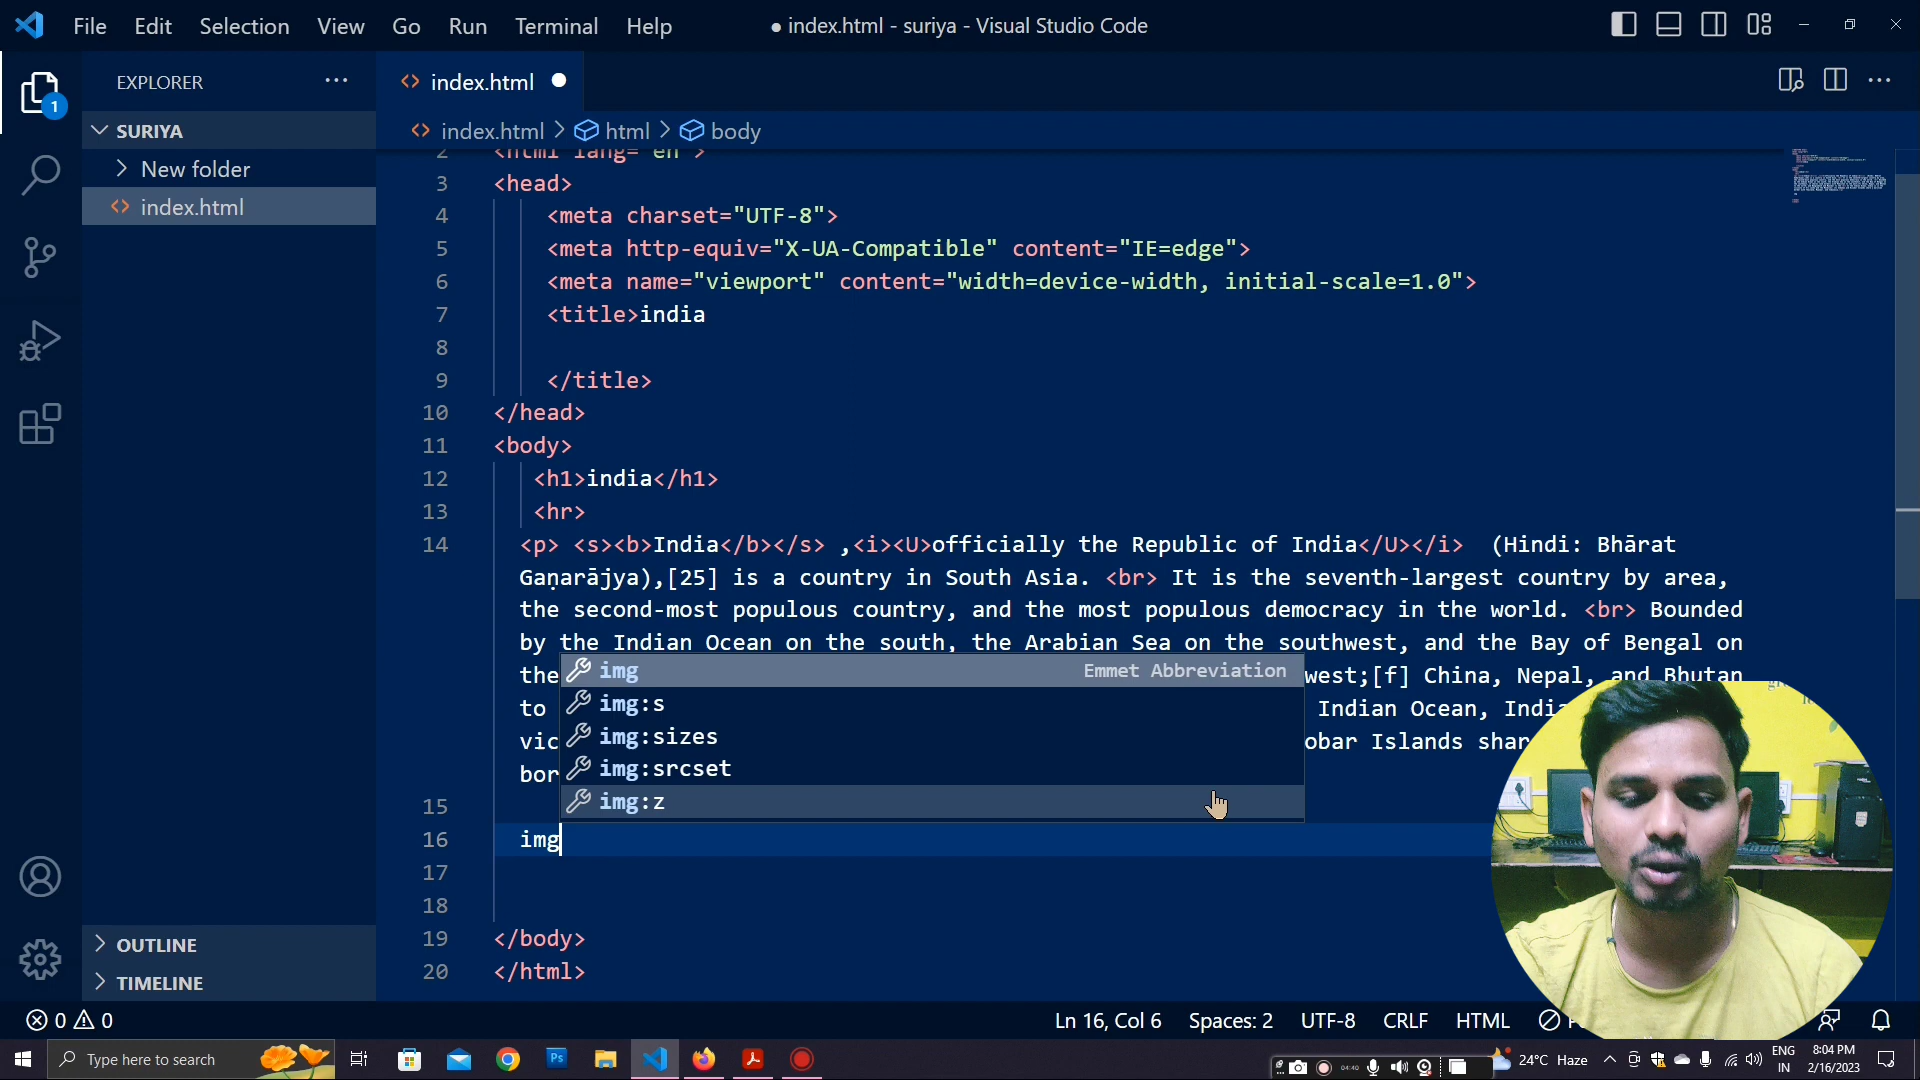 File Edit Selection View Go Run Terminal Help
● index.html - suriya - Visual Studio Code
EXPLORER
1
SURIYA
New folder
index.html
OUTLINE
TIMELINE
index.html
index.html > html > body
2 <html lang="en">
3 <head>
4 <meta charset="UTF-8">
5 <meta http-equiv="X-UA-Compatible" content="IE=edge">
6 <meta name="viewport" content="width=device-width, initial-scale=1.0">
7 <title>india
8
9 </title>
10 </head>
11 <body>
12 <h1>india</h1>
13 <hr>
14 <p> <s><b>India</b></s> ,<i><U>officially the Republic of India</U></i> (Hindi: Bhārat
Gaṇarājya),[25] is a country in South Asia. <br> It is the seventh-largest country by area,
the second-most populous country, and the most populous democracy in the world. <br> Bounded
by the Indian Ocean on the south, the Arabian Sea on the southwest, and the Bay of Bengal on
the west;[f] China, Nepal, and Bhutan
to Indian Ocean,
vic obar Islands
bor
img Emmet Abbreviation
img:s
img:sizes
img:srcset
img:z
15
16 img
17
18
19 </body>
20 </html>
0 0
Ln 16, Col 6 Spaces: 2 UTF-8 CRLF HTML
Type here to search
Ps
04:40
24°C Haze
ENG
IN
8:04 PM
2/16/2023